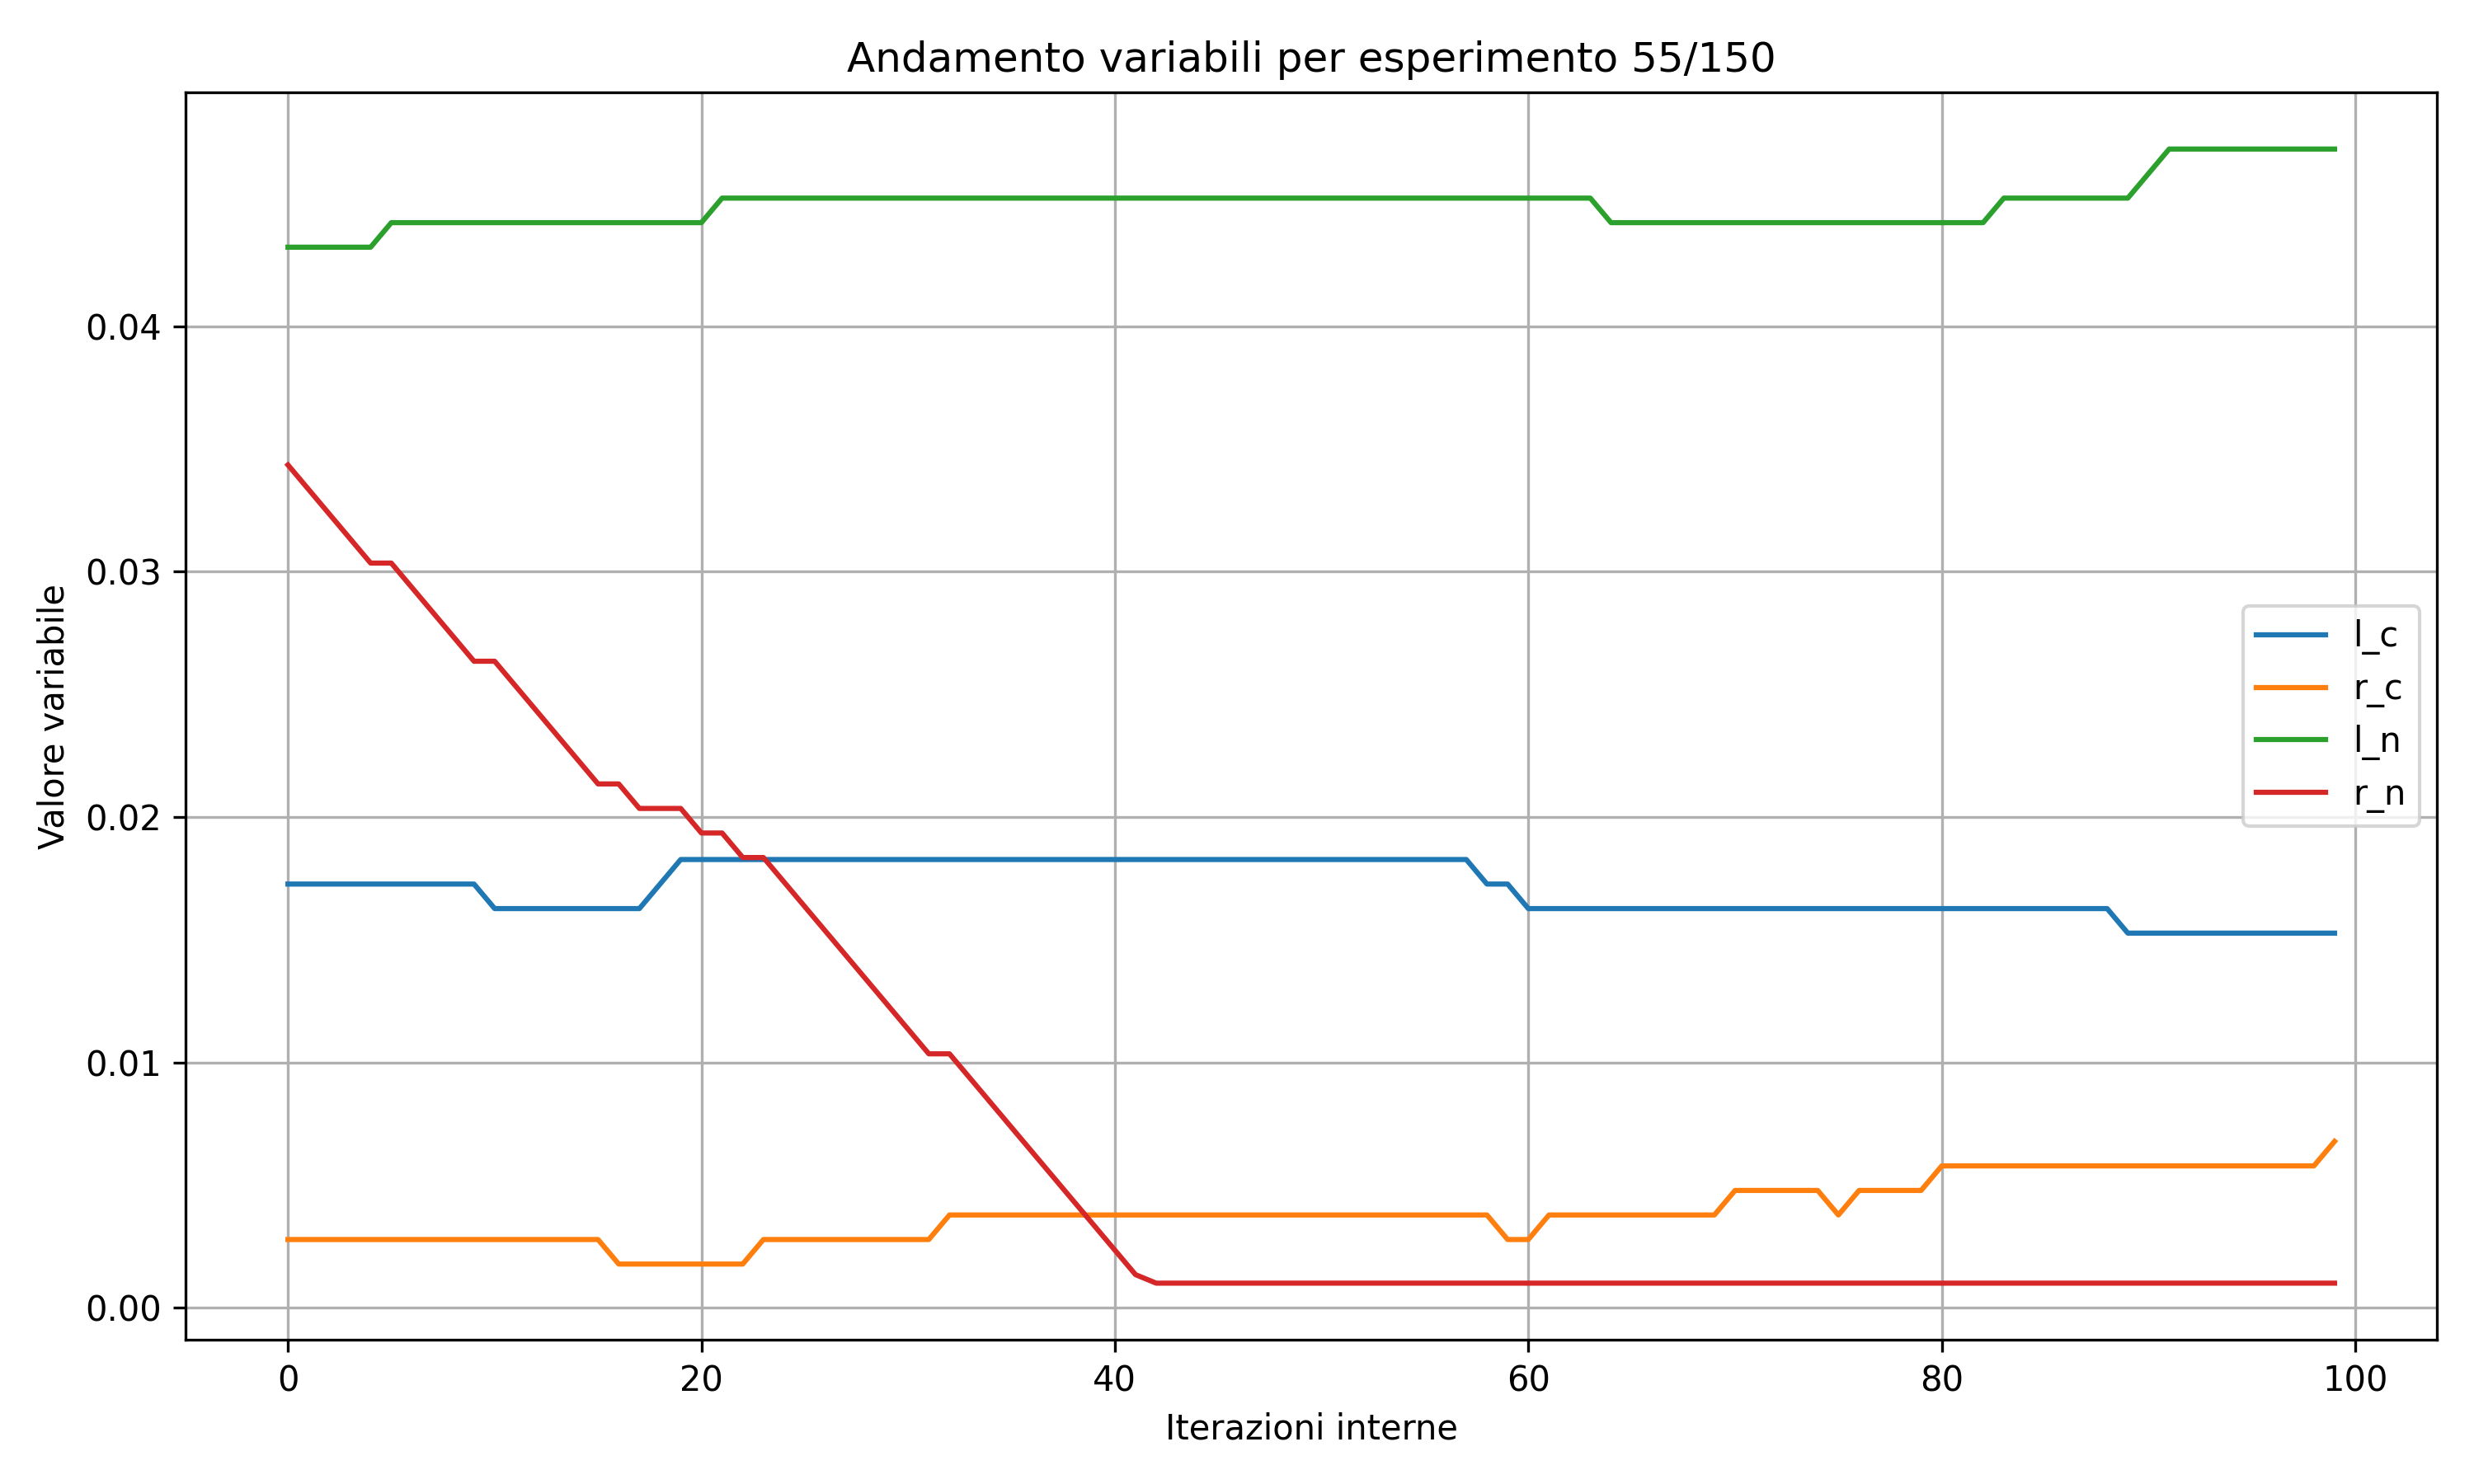 Andamento variabili per esperimento 55/150
Valore variabile
0.04
0.03
0.02
0.01
0.00
l_c
r_c
l_n
r_n
0 20 40 60 80 100
Iterazioni interne